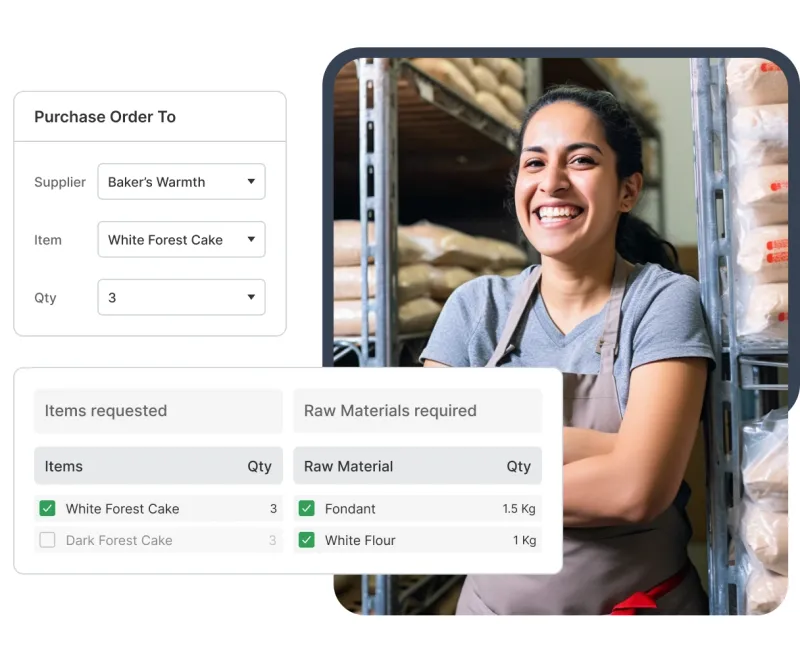 Purchase Order To
Supplier Baker's Warmth
Item White Forest Cake
Qty 3
Items requested
Items Qty
White Forest Cake 3
Dark Forest Cake 3
Raw Materials required
Raw Material Qty
Fondant 1.5 Kg
White Flour 1 Kg